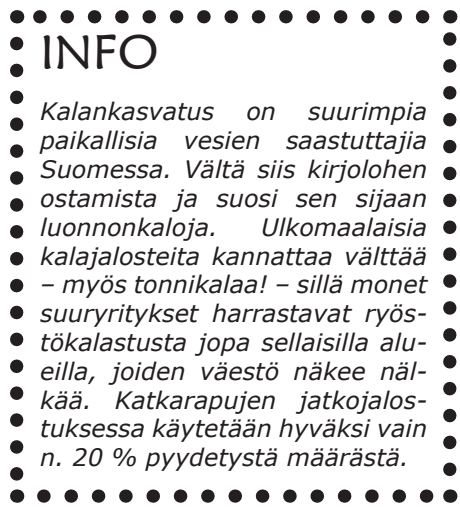 INFO
Kalankasvatus on suurimpia
paikallisia vesien saastuttajia
Suomessa. Vältä siis kirjolohen
ostamista ja suosi sen sijaan
luonnonkaloja. Ulkomaalaisia
kalajalosteita kannattaa välttää
– myös tonnikalaa! – sillä monet
suuryritykset harrastavat ryös-
tökalastusta jopa sellaisilla alu-
eilla, joiden väestö näkee näl-
kää. Katkarapujen jatkojalos-
tuksessa käytetään hyväksi vain
n. 20 % pyydetystä määrästä.